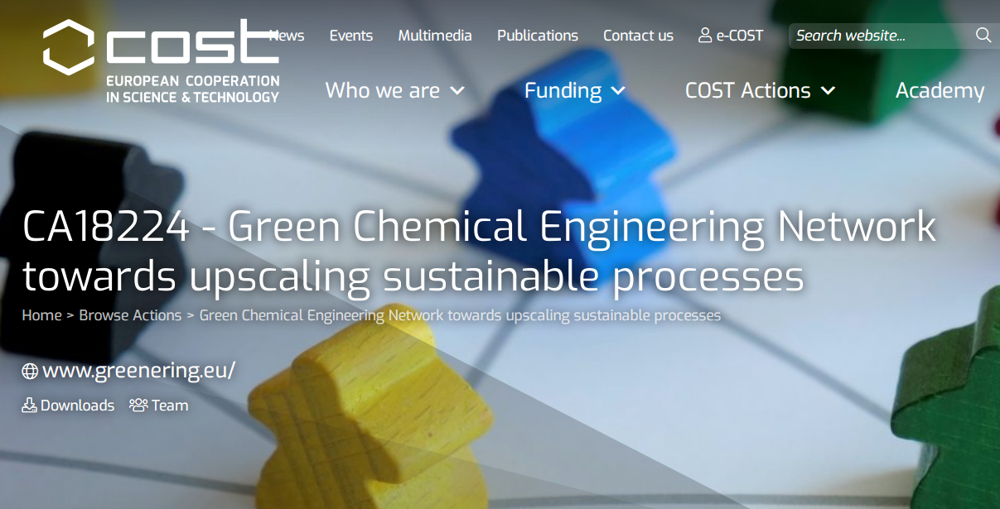 cost
EUROPEAN COOPERATION
IN SCIENCE & TECHNOLOGY
News Events Multimedia Publications Contact us e-COST Search website...
Who we are Funding COST Actions Academy
CA18224 - Green Chemical Engineering Network
towards upscaling sustainable processes
Home > Browse Actions > Green Chemical Engineering Network towards upscaling sustainable processes
www.greenering.eu/
Downloads Team